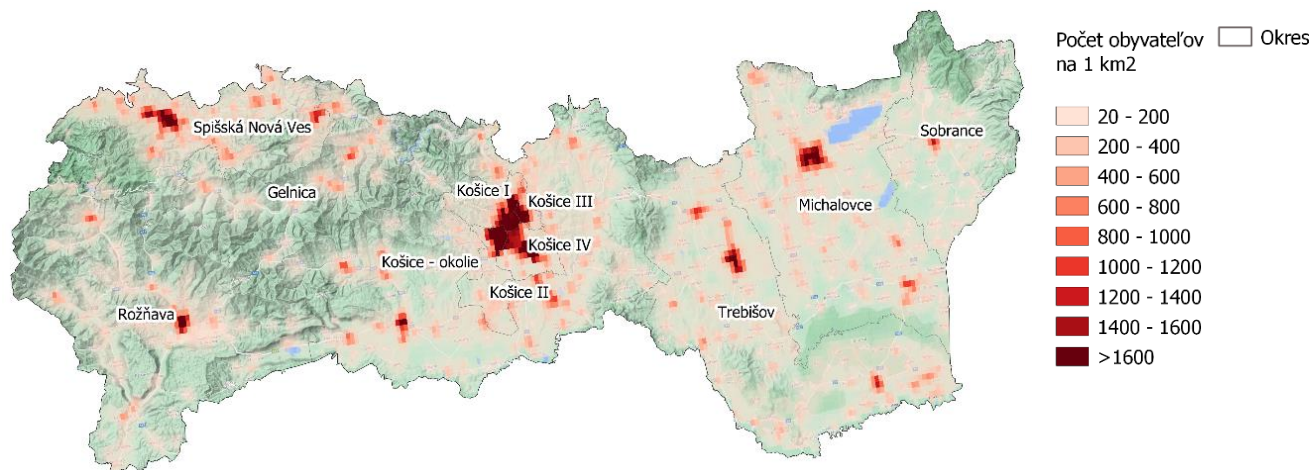 Počet obyvateľov
na 1 km2
Okres
20 - 200
200 - 400
400 - 600
600 - 800
800 - 1000
1000 - 1200
1200 - 1400
1400 - 1600
>1600
Spišská Nová Ves
Gelnica
Rožňava
Košice I
Košice III
Košice IV
Košice - okolie
Košice II
Sobrance
Michalovce
Trebišov